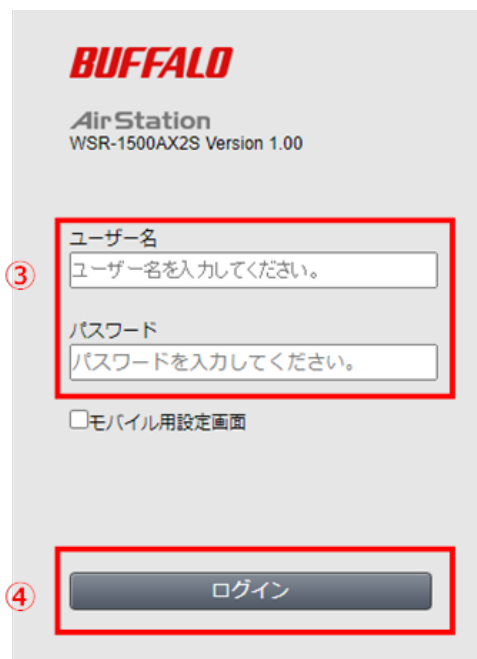 BUFFALO
AirStation
WSR-1500AX2S Version 1.00
ユーザー名
③
ユーザー名を入力してください。
パスワード
パスワードを入力してください。
モバイル用設定画面
④
ログイン